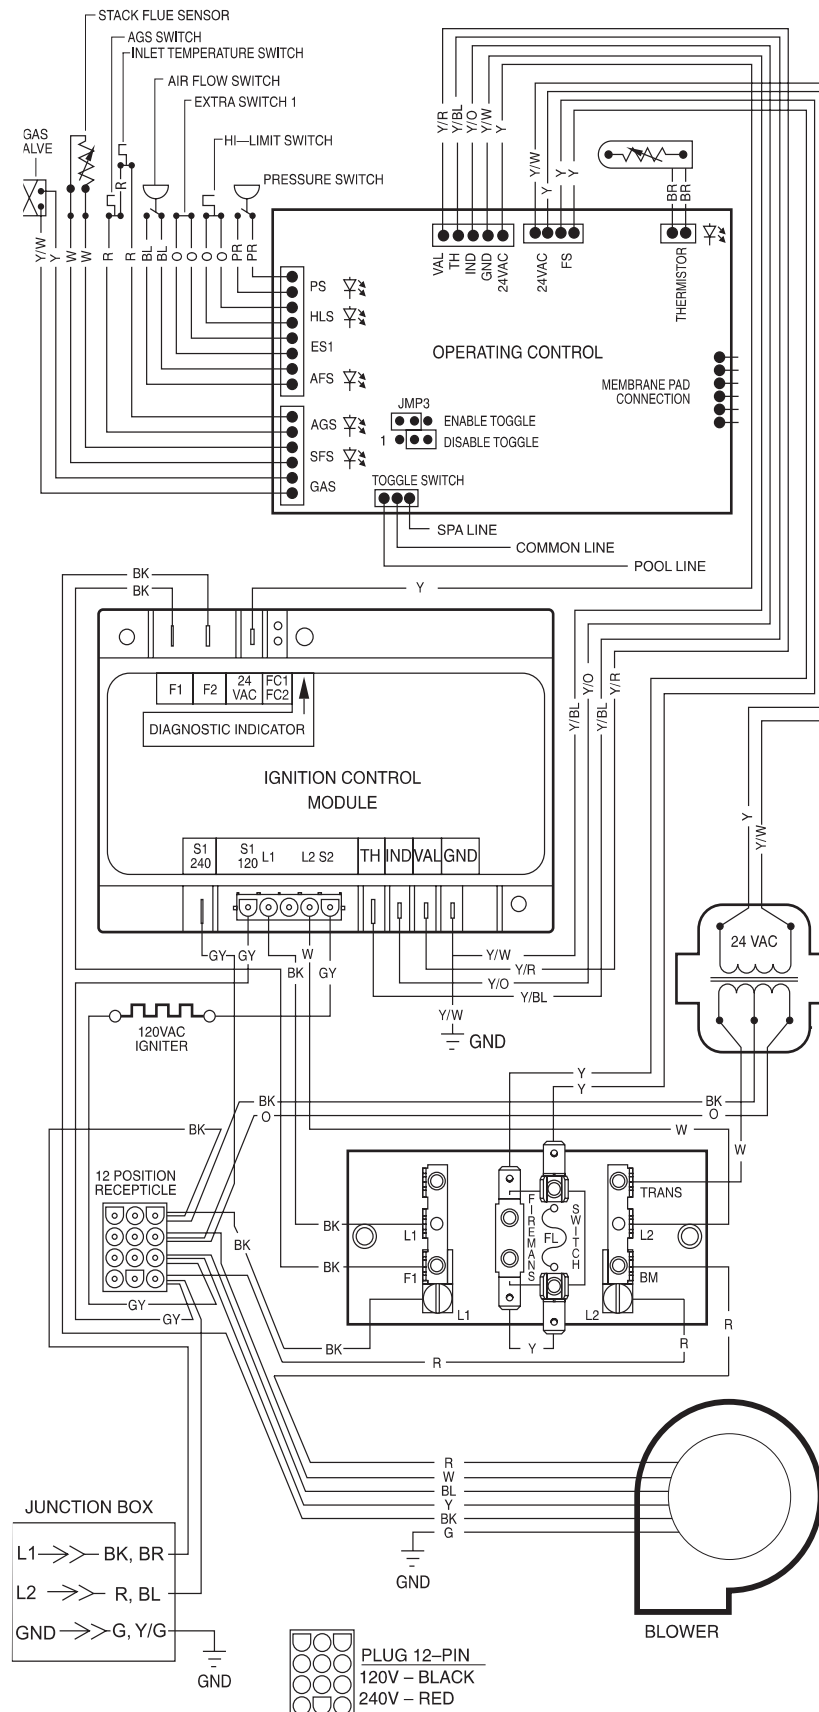 STACK FLUE SENSOR
AGS SWITCH
INLET TEMPERATURE SWITCH
AIR FLOW SWITCH
EXTRA SWITCH 1
HI—LIMIT SWITCH
PRESSURE SWITCH
GAS
ALVE
R
Y/W
Y
W
W
R
R
BL
BL
O
O
O
O
PR
PR
Y/R
Y/BL
Y/O
Y/W
Y
Y/W
Y
Y
Y
BR
BR
VAL
TH
IND
GND
24VAC
24VAC
FS
THERMISTOR
PS
HLS
ES1
AFS
AGS
SFS
GAS
OPERATING CONTROL
MEMBRANE PAD
CONNECTION
JMP3
ENABLE TOGGLE
1
DISABLE TOGGLE
TOGGLE SWITCH
SPA LINE
COMMON LINE
POOL LINE
BK
BK
Y
F1
F2
24
VAC
FC1
FC2
DIAGNOSTIC INDICATOR
IGNITION CONTROL
MODULE
S1
240
S1
120
L1
L2 S2
TH
IND
VAL
GND
Y/BL
Y/O
Y/BL
Y/R
Y
Y/W
24 VAC
GY
GY
BK
W
GY
Y/W
Y/R
Y/O
Y/BL
Y/W
GND
120VAC
IGNITER
Y
Y
BK
BK
O
W
W
12 POSITION
RECEPTICLE
BK
BK
BK
L1
F1
L1
FIREMANS
FL
SWITCH
TRANS
L2
BM
L2
GY
GY
BK
R
Y
R
R
R
W
BL
Y
BK
G
GND
BLOWER
JUNCTION BOX
L1
BK, BR
L2
R, BL
GND
G, Y/G
GND
PLUG 12–PIN
120V – BLACK
240V – RED